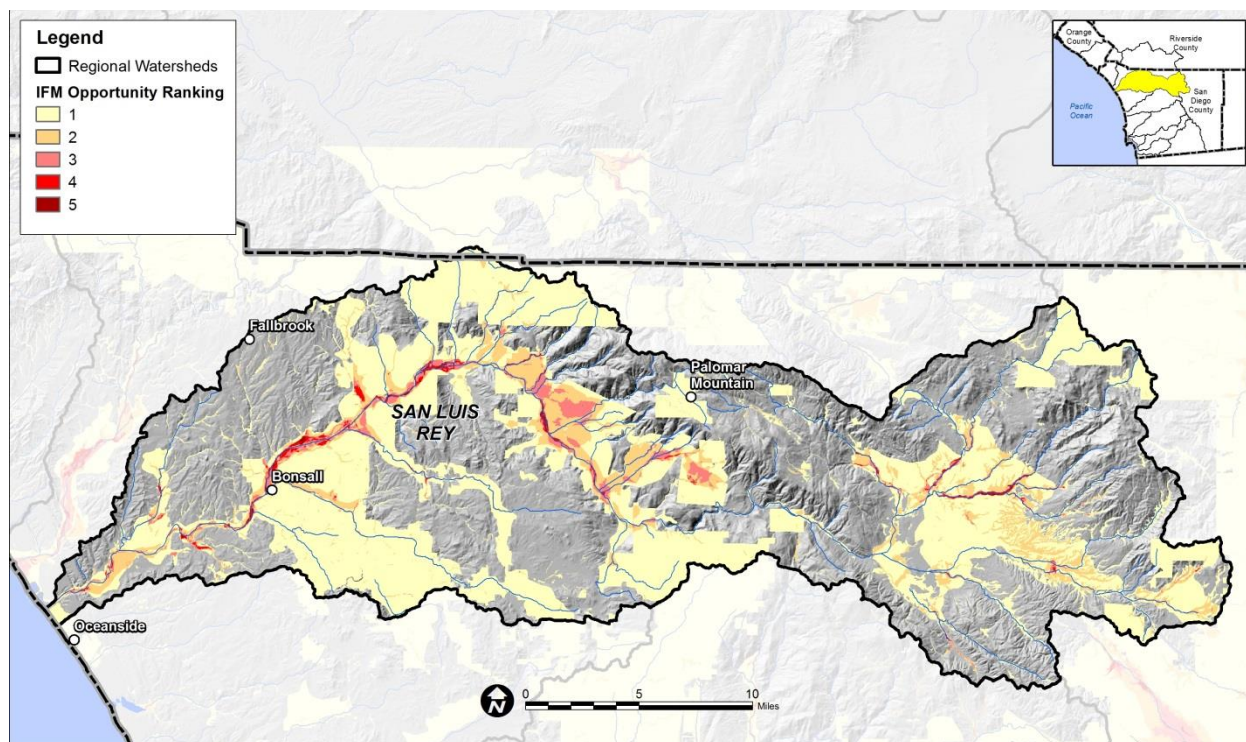 Legend
Regional Watersheds
IFM Opportunity Ranking
1
2
3
4
5
Orange
County
Riverside
County
San
Diego
County
Pacific
Ocean
Fallbrook
Palomar
Mountain
SAN LUIS
REY
Bonsall
Oceanside
N
0 5 10
Miles